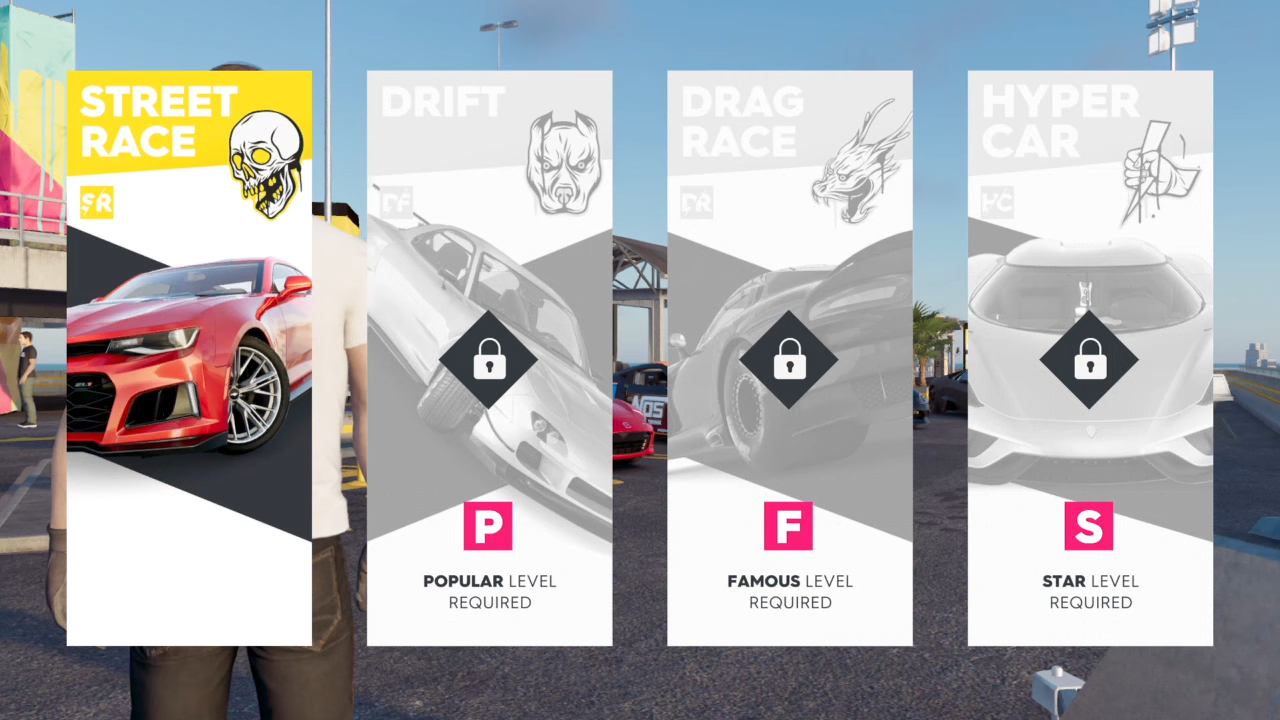 STREET
RACE
SR
DRIFT
DF
DRAG
RACE
DR
HYPER
CAR
HC
NOS
P
POPULAR LEVEL
REQUIRED
F
FAMOUS LEVEL
REQUIRED
S
STAR LEVEL
REQUIRED